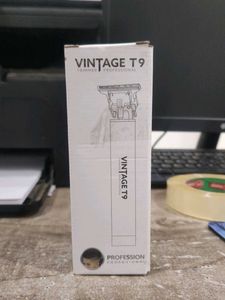 VINTAGE T9
TRIMMER PROFESSIONAL
VINTAGE T9
PROFESSION